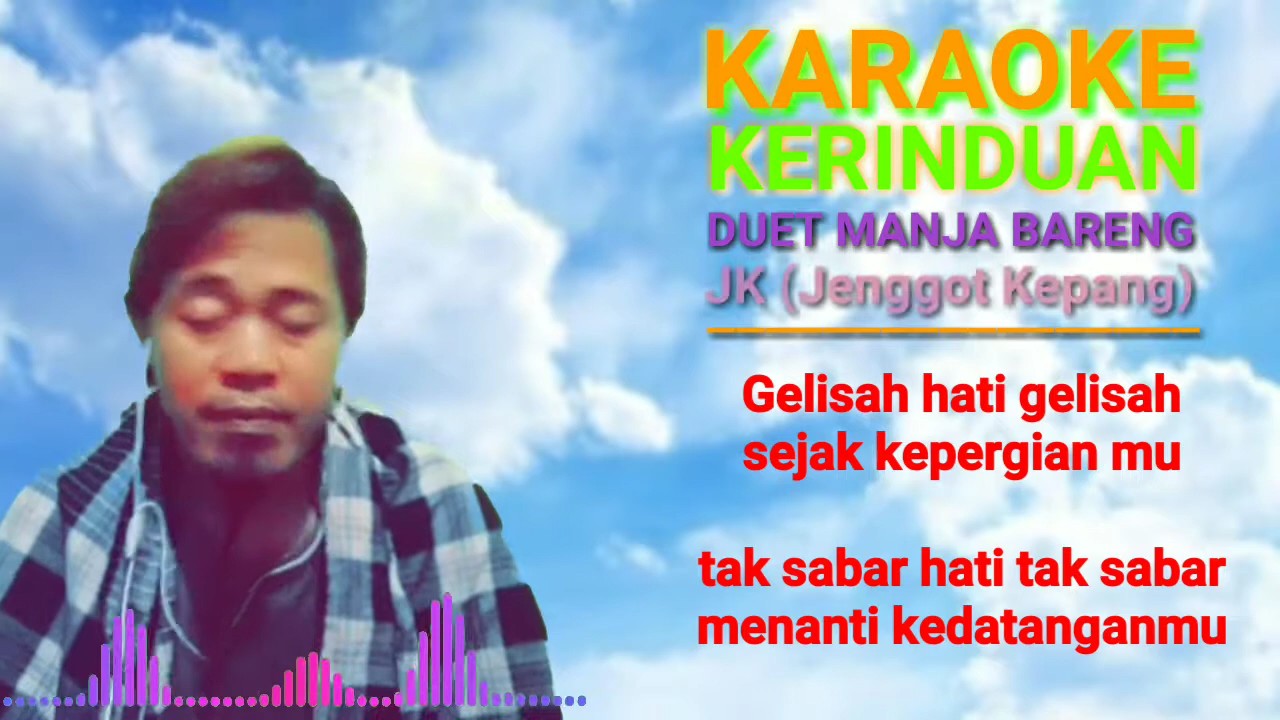 KARAOKE
KERINDUAN
DUET MANJA BARENG
JK (Jenggot Kepang)
Gelisah hati gelisah
sejak kepergian mu
tak sabar hati tak sabar
menanti kedatanganmu